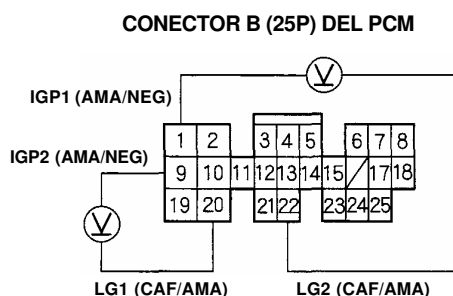 CONECTOR B (25P) DEL PCM
V
IGP1 (AMA/NEG)
1 2 3 4 5 6 7 8
IGP2 (AMA/NEG)
9 10 11 12 13 14 15 17 18
V
19 20 21 22 23 24 25
LG1 (CAF/AMA) LG2 (CAF/AMA)